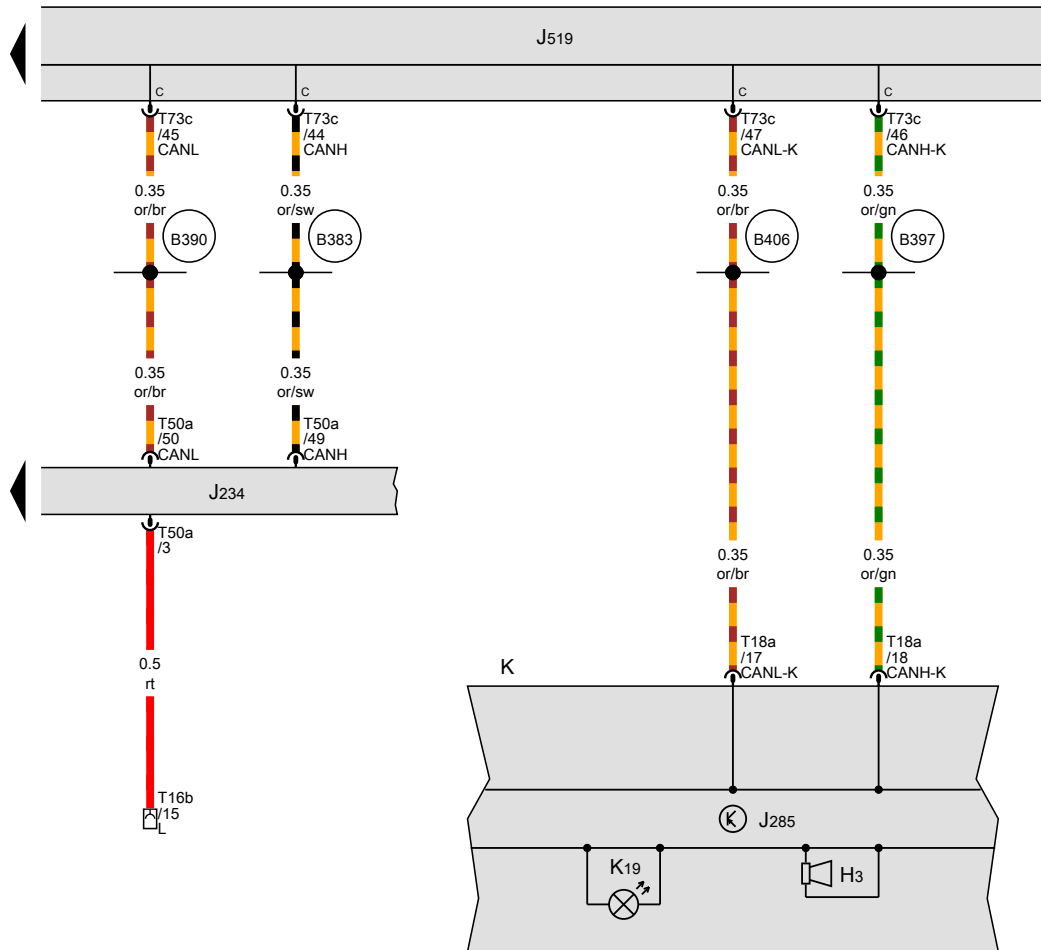 J519
C
C
C
C
T73c
/45
CANL
T73c
/44
CANH
T73c
/47
CANL-K
T73c
/46
CANH-K
0.35
or/br
0.35
or/sw
0.35
or/br
0.35
or/gn
B390
B383
B406
B397
0.35
or/br
0.35
or/sw
T50a
/50
CANL
T50a
/49
CANH
J234
T50a
/3
0.35
or/br
0.35
or/gn
0.5
rt
K
T18a
/17
CANL-K
T18a
/18
CANH-K
T16b
/15
L
J285
K19
H3